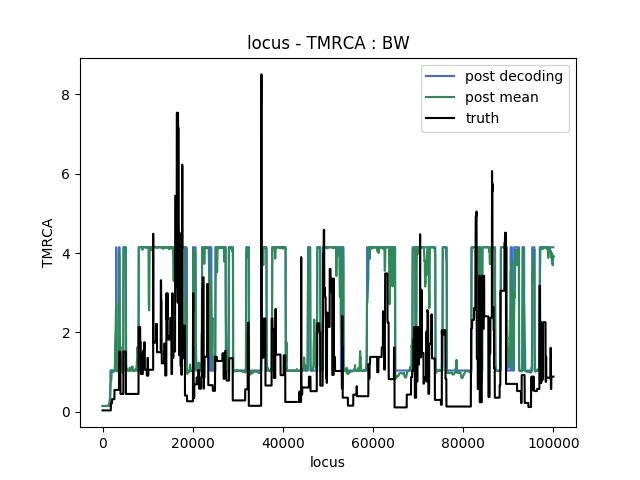 locus - TMRCA : BW
post decoding
post mean
truth
TMRCA
8
6
4
2
0
0 20000 40000 60000 80000 100000
locus